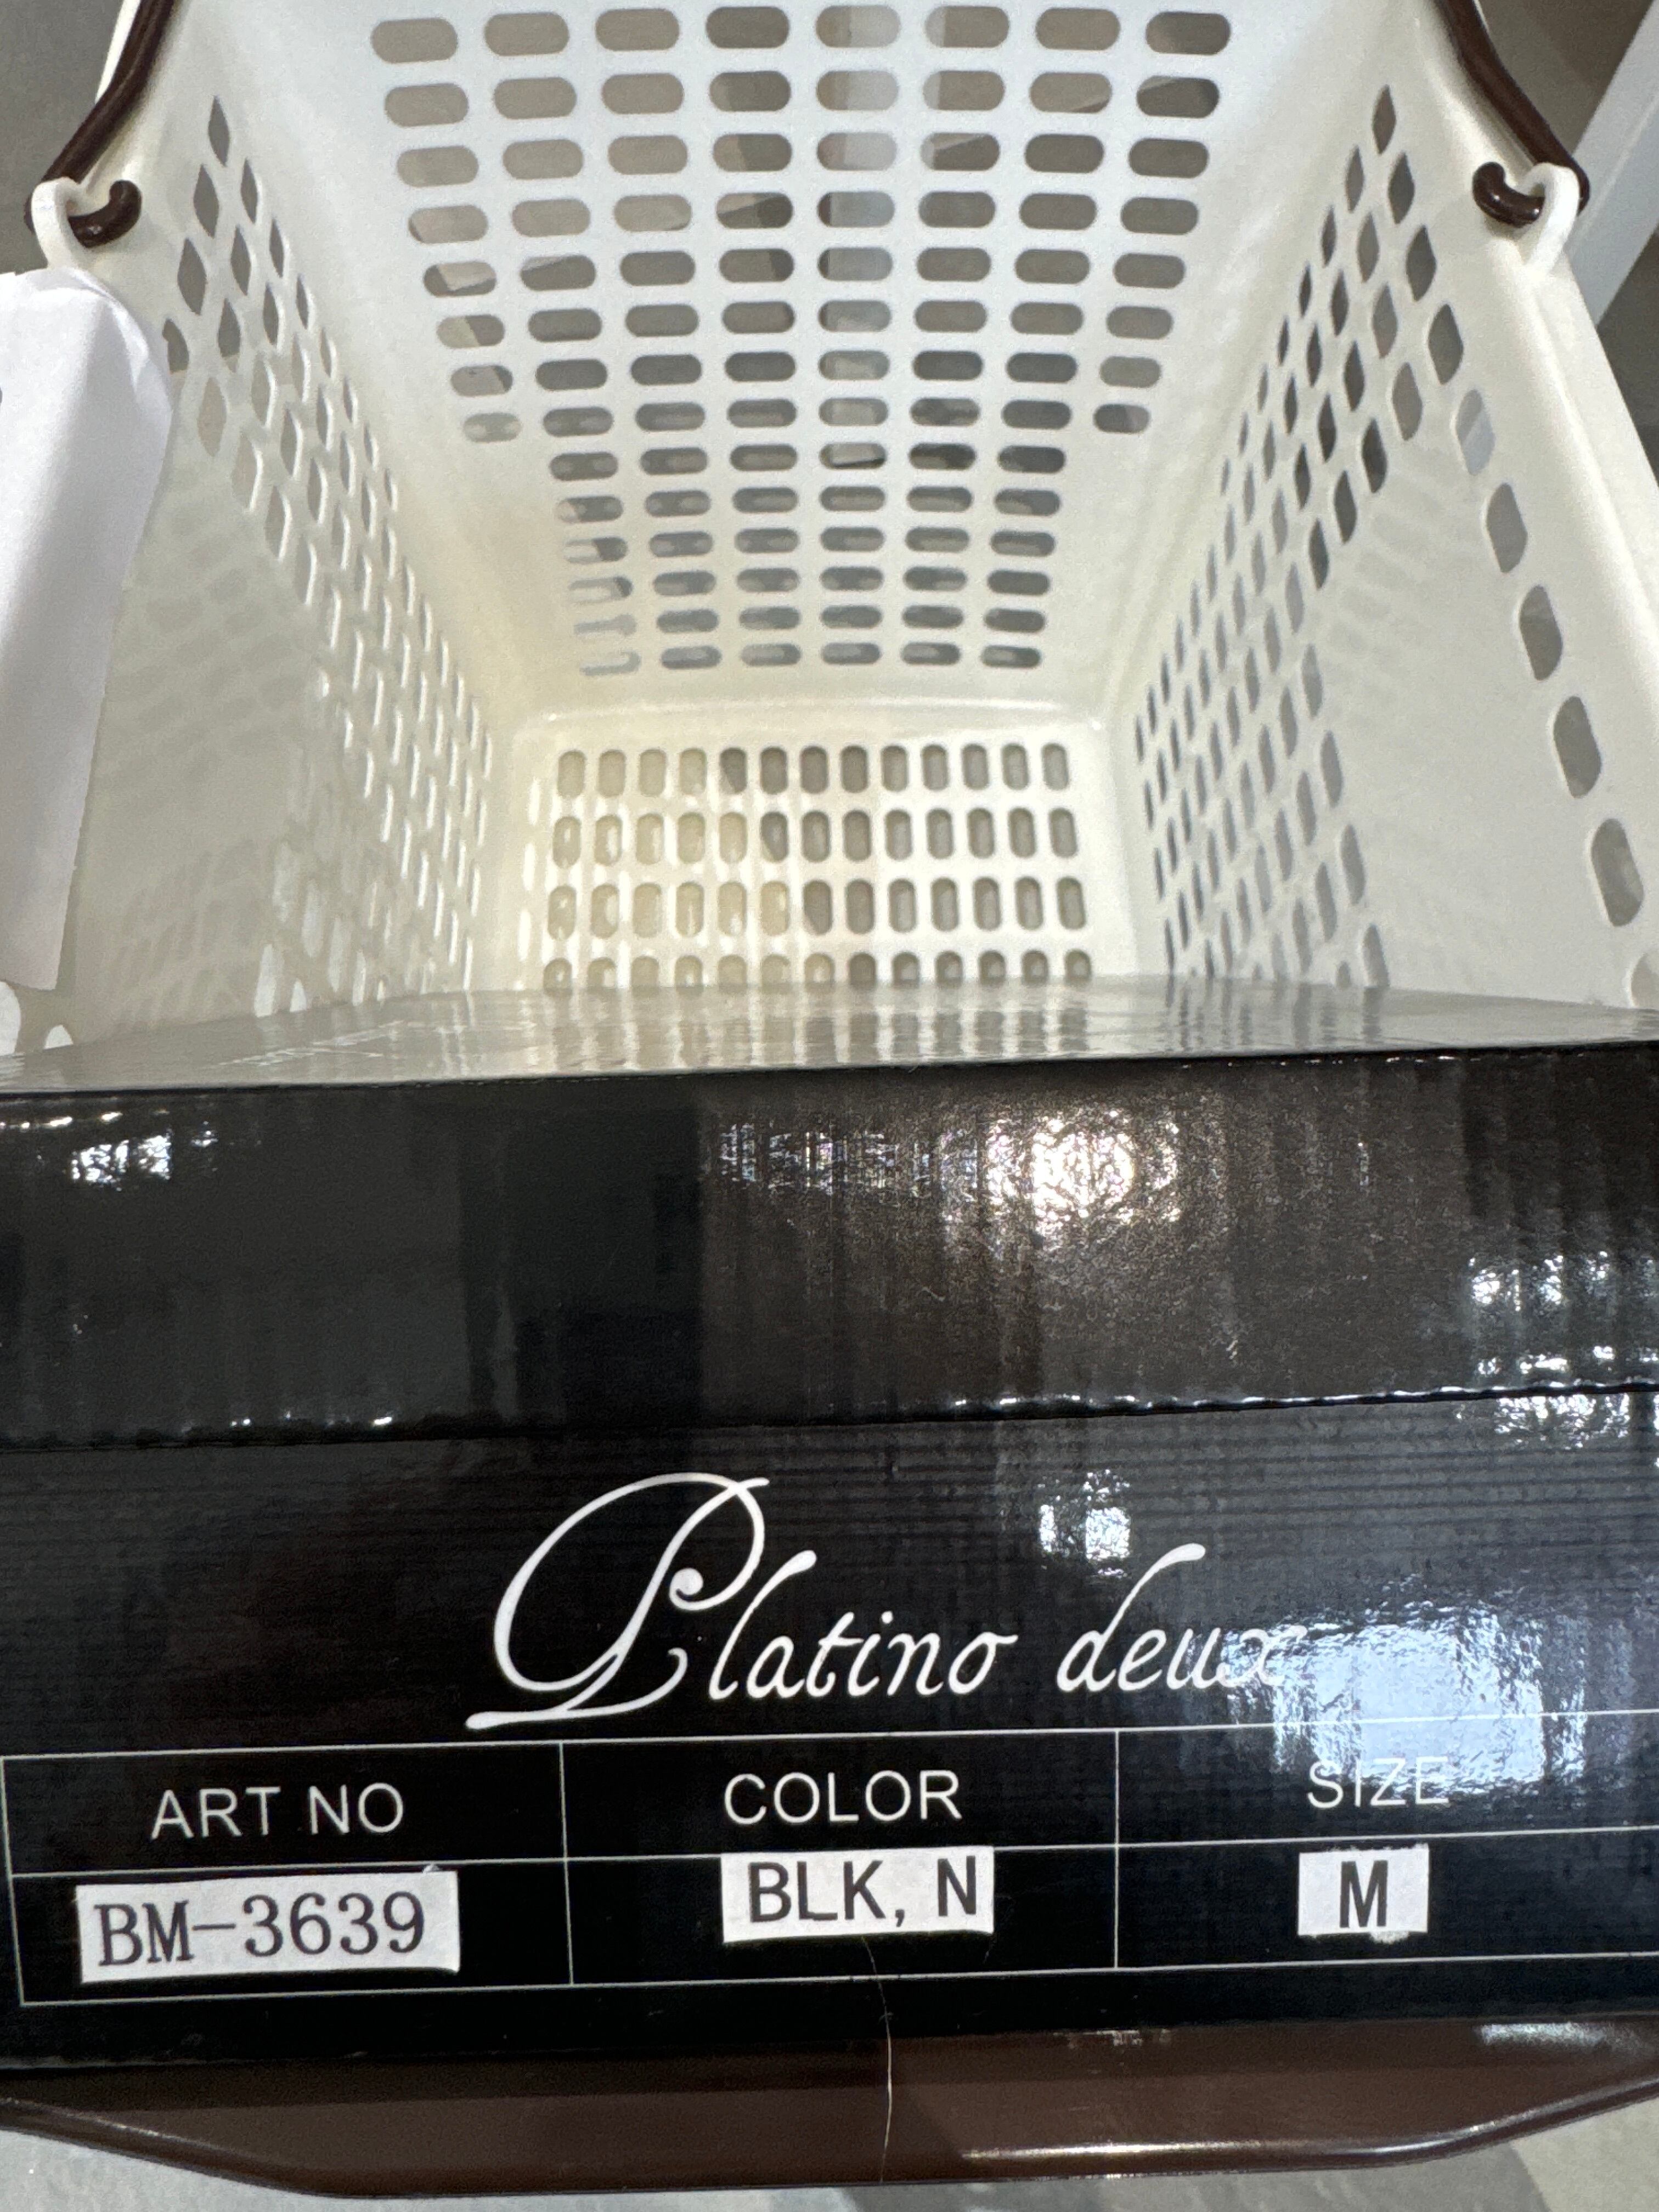 Platino deux
ART NO COLOR SIZE
BM-3639 BLK, N M